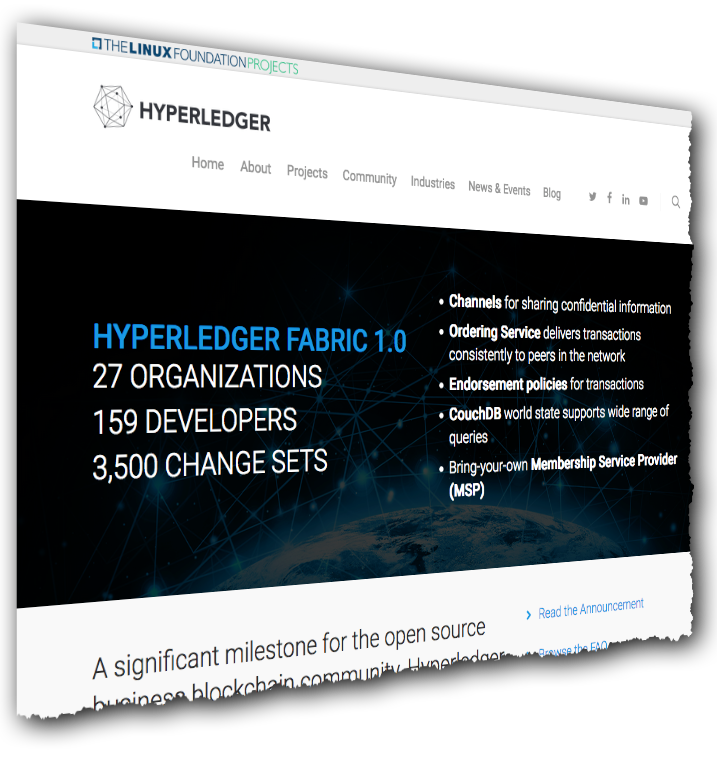 THE LINUX FOUNDATION PROJECTS
HYPERLEDGER
Home About Projects Community Industries News & Events Blog
HYPERLEDGER FABRIC 1.0
27 ORGANIZATIONS
159 DEVELOPERS
3,500 CHANGE SETS
• Channels for sharing confidential information
• Ordering Service delivers transactions
consistently to peers in the network
• Endorsement policies for transactions
• CouchDB world state supports wide range of
queries
• Bring-your-own Membership Service Provider
(MSP)
A significant milestone for the open source
business blockchain community, Hyperledger
Read the Announcement
Browse the FAQ